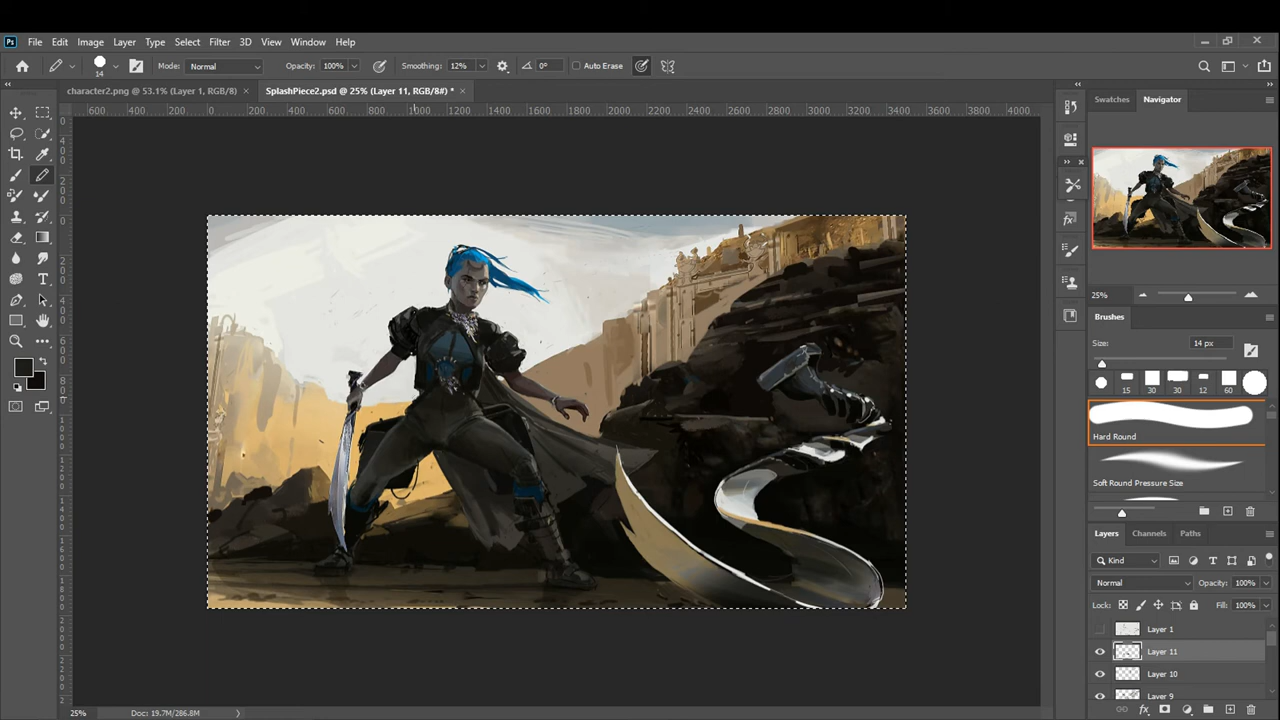 Ps File Edit Image Layer Type Select Filter 3D View Window Help
14 Mode: Normal Opacity: 100% Smoothing: 12% 0° Auto Erase
character2.png @ 53.1% (Layer 1, RGB/8) × SplashPiece2.psd @ 25% (Layer 11, RGB/8#) * ×
600 400 200 0 200 400 600 800 1000 1200 1400 1600 1800 2000 2200 2400 2600 2800 3000 3200 3400 3600 3800 4000
Swatches Navigator
25%
Brushes
Size: 14 px
15 30 30 12 60
Hard Round
Soft Round Pressure Size
Layers Channels Paths
Kind
Normal Opacity: 100%
Lock: Fill: 100%
Layer 1
Layer 11
Layer 10
Layer 9
25% Doc: 19.7M/286.8M